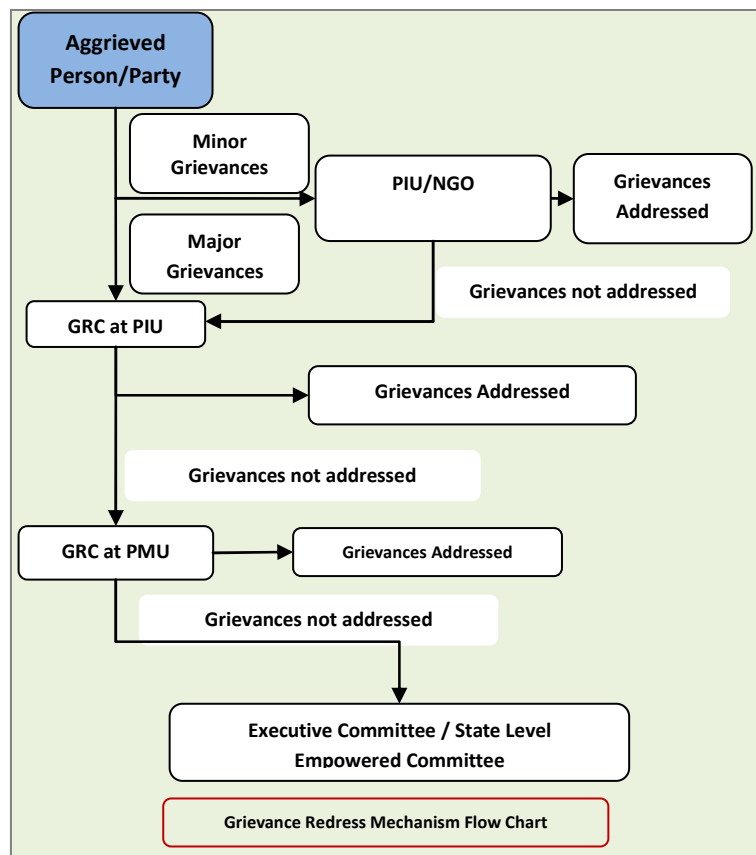 Aggrieved
Person/Party
Minor
Grievances
PIU/NGO
Grievances
Addressed
Major
Grievances
Grievances not addressed
GRC at PIU
Grievances Addressed
Grievances not addressed
GRC at PMU
Grievances Addressed
Grievances not addressed
Executive Committee / State Level
Empowered Committee
Grievance Redress Mechanism Flow Chart